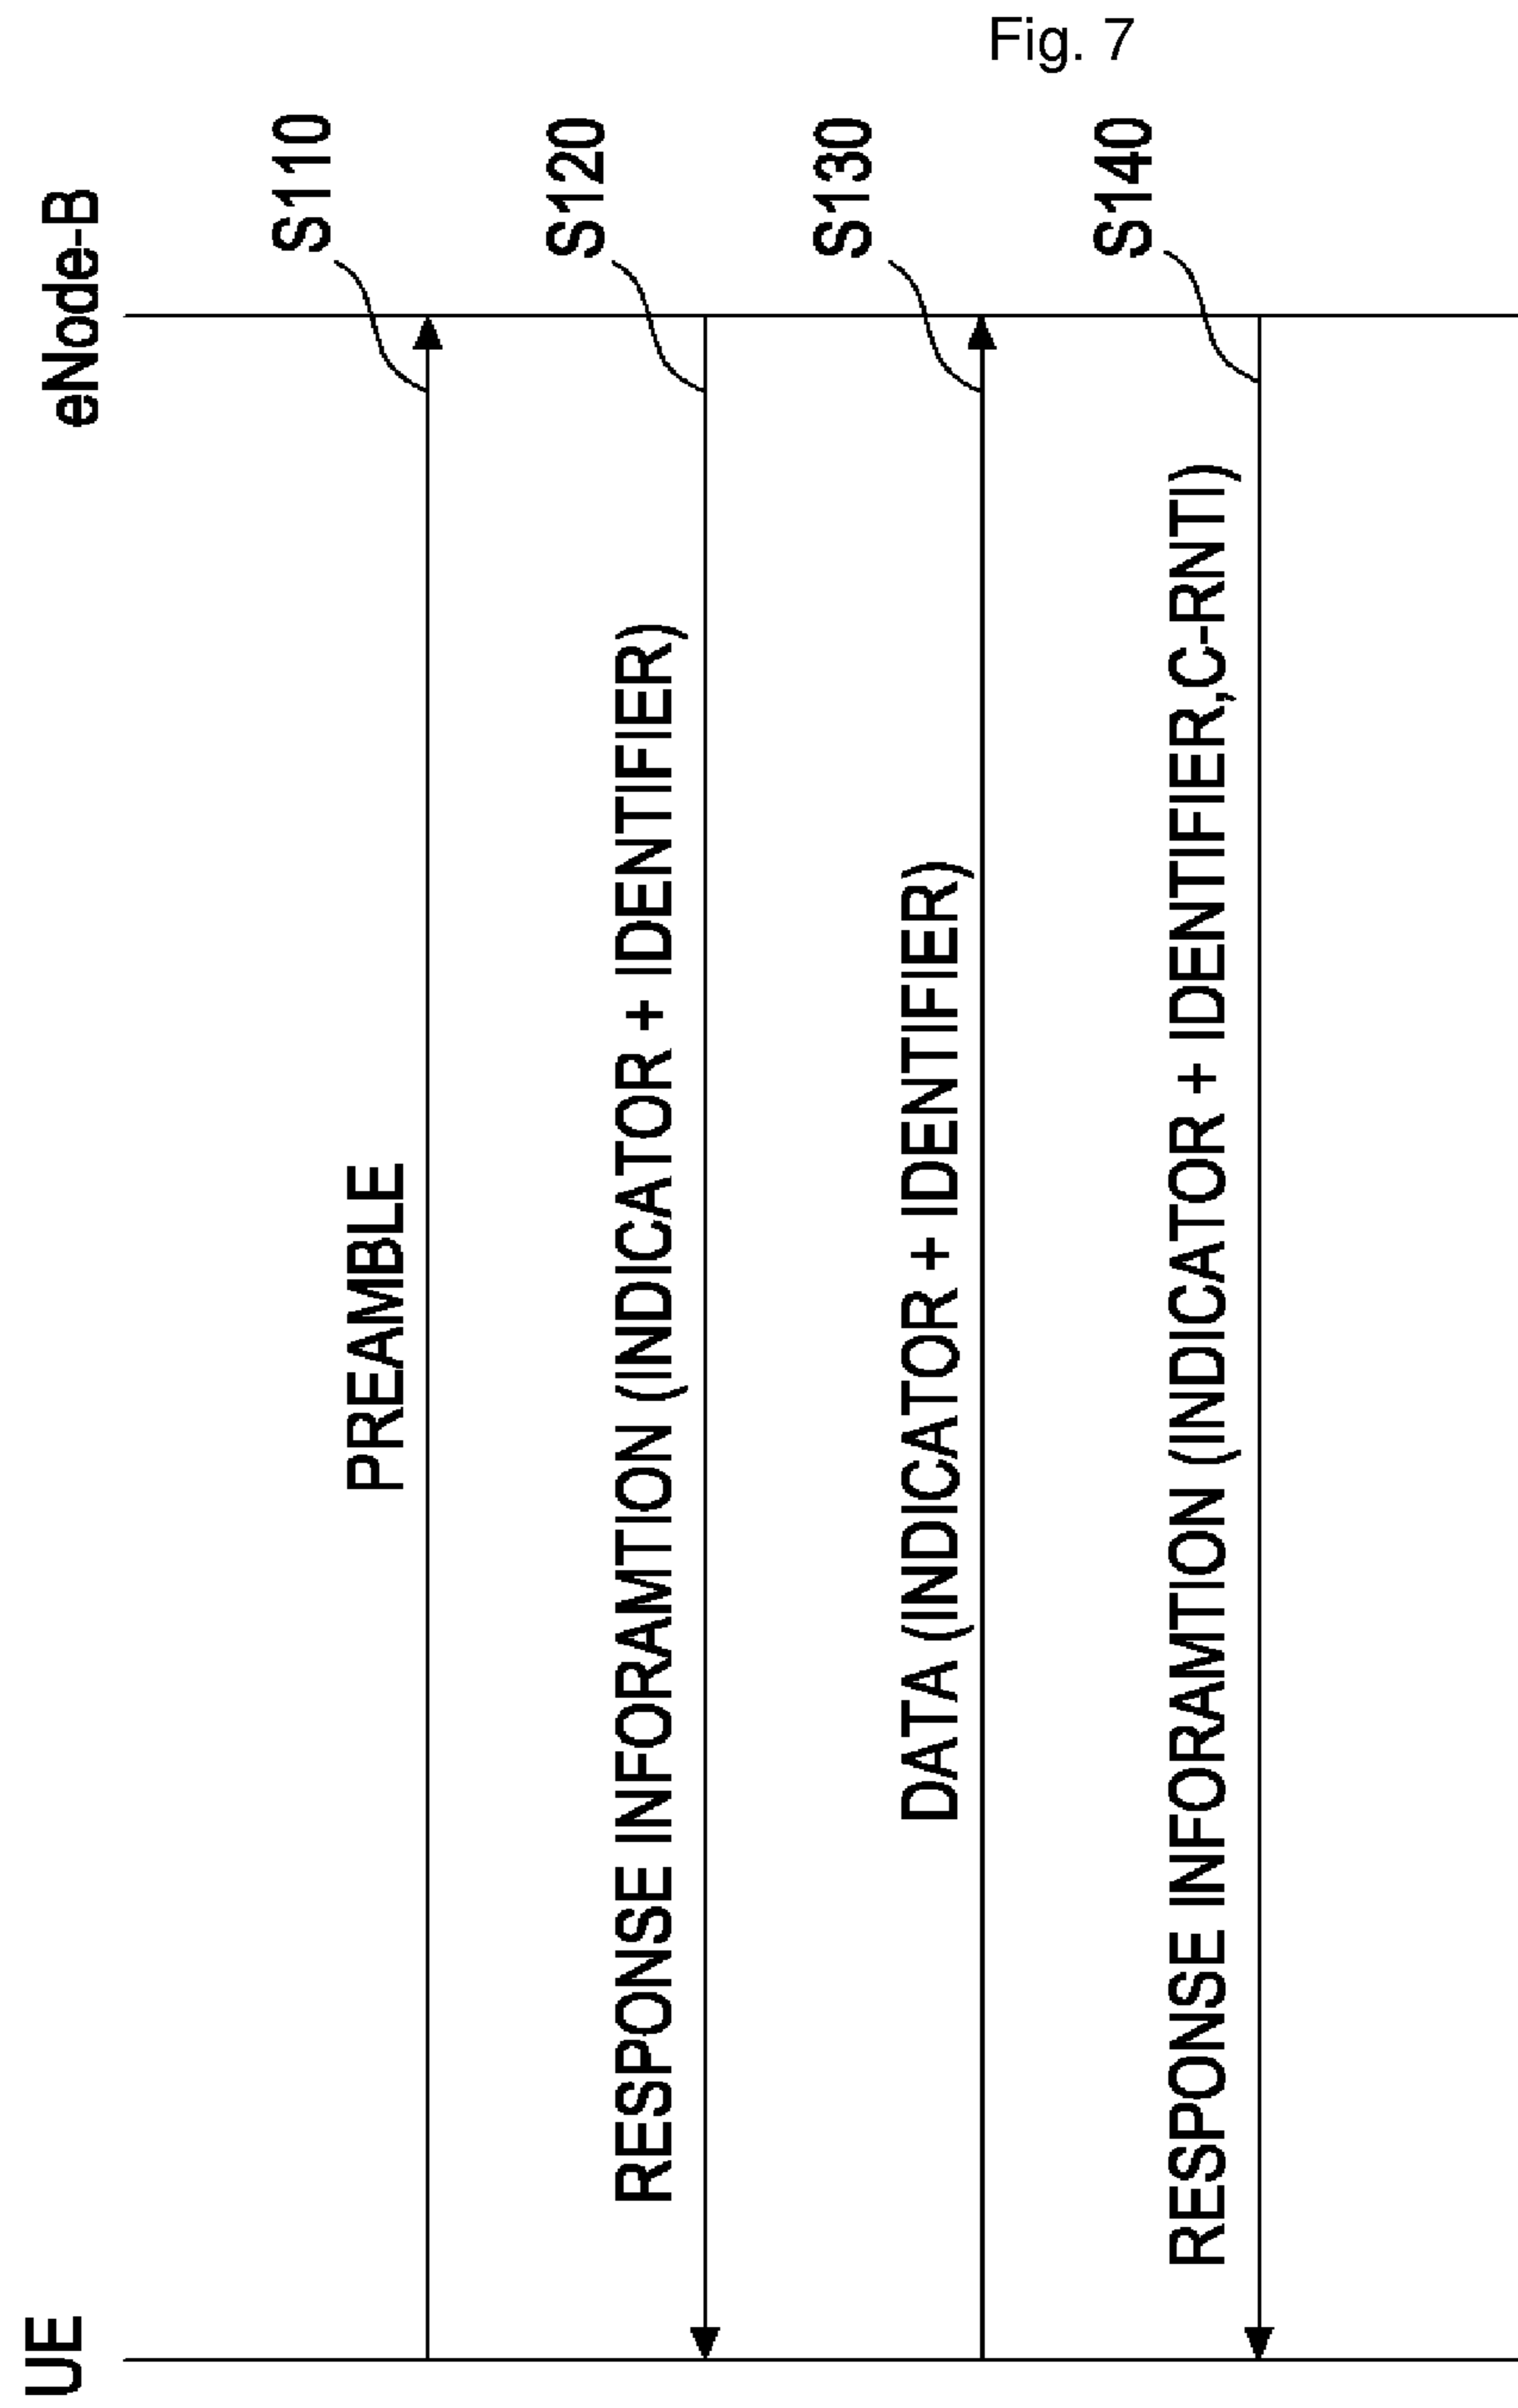 Fig. 7
UE
eNode-B
S110
PREAMBLE
S120
RESPONSE INFORAMTION (INDICATOR + IDENTIFIER)
S130
DATA (INDICATOR + IDENTIFIER)
S140
RESPONSE INFORAMTION (INDICATOR + IDENTIFIER,C-RNTI)